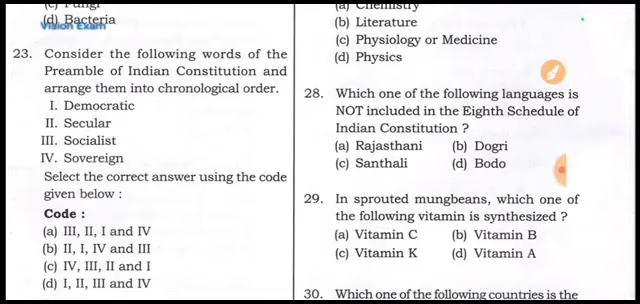 (c) Fungi
(d) Bacteria
Vision Exam
23. Consider the following words of the
Preamble of Indian Constitution and
arrange them into chronological order.
I. Democratic
II. Secular
III. Socialist
IV. Sovereign
Select the correct answer using the code
given below :
Code :
(a) III, II, I and IV
(b) II, I, IV and III
(c) IV, III, II and I
(d) I, II, III and IV
(a) Chemistry
(b) Literature
(c) Physiology or Medicine
(d) Physics
28. Which one of the following languages is
NOT included in the Eighth Schedule of
Indian Constitution ?
(a) Rajasthani (b) Dogri
(c) Santhali (d) Bodo
29. In sprouted mungbeans, which one of
the following vitamin is synthesized ?
(a) Vitamin C (b) Vitamin B
(c) Vitamin K (d) Vitamin A
30. Which one of the following countries is the